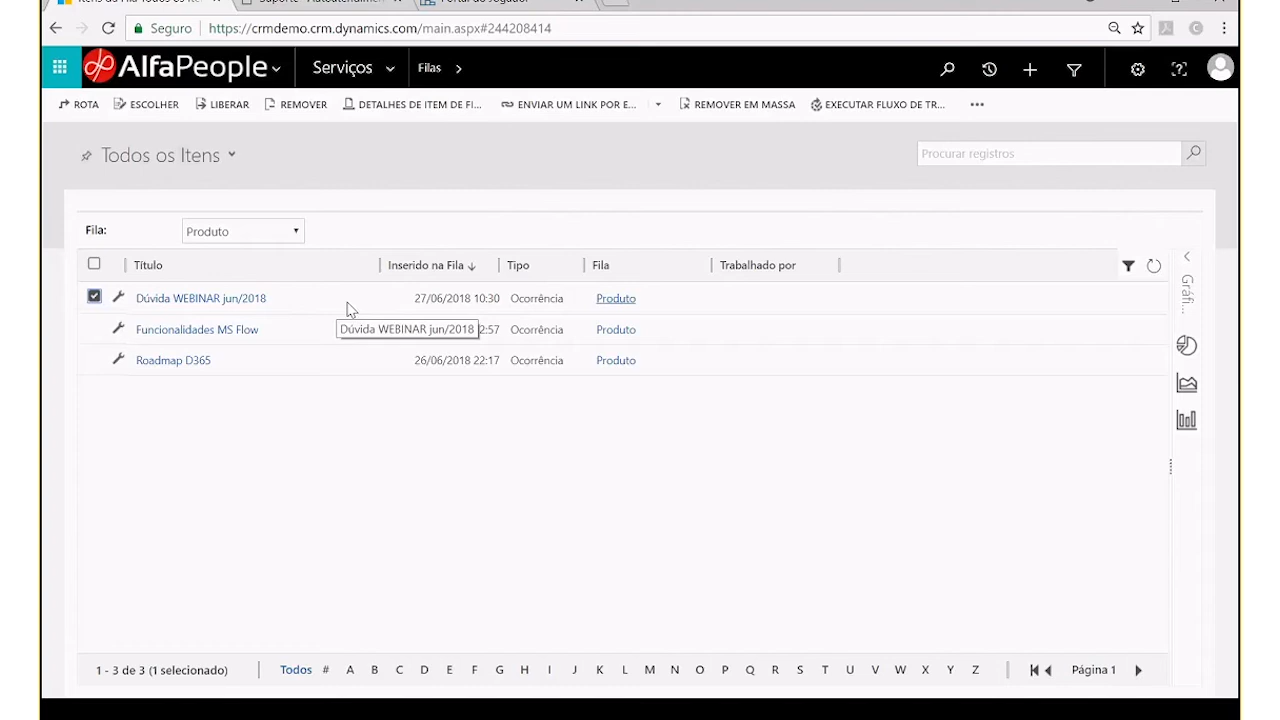 Seguro https://crmdemo.crm.dynamics.com/main.aspx#244208414
AlfaPeople Serviços Filas
ROTA ESCOLHER LIBERAR REMOVER DETALHES DE ITEM DE FI... ENVIAR UM LINK POR E... REMOVER EM MASSA EXECUTAR FLUXO DE TR... •••
Todos os Itens
Procurar registros
Fila: Produto
Título Inserido na Fila Tipo Fila Trabalhado por
Dúvida WEBINAR jun/2018 27/06/2018 10:30 Ocorrência Produto
Funcionalidades MS Flow Dúvida WEBINAR jun/2018 2:57 Ocorrência Produto
Roadmap D365 26/06/2018 22:17 Ocorrência Produto
Gráfi...
1 - 3 de 3 (1 selecionado) Todos # A B C D E F G H I J K L M N O P Q R S T U V W X Y Z Página 1